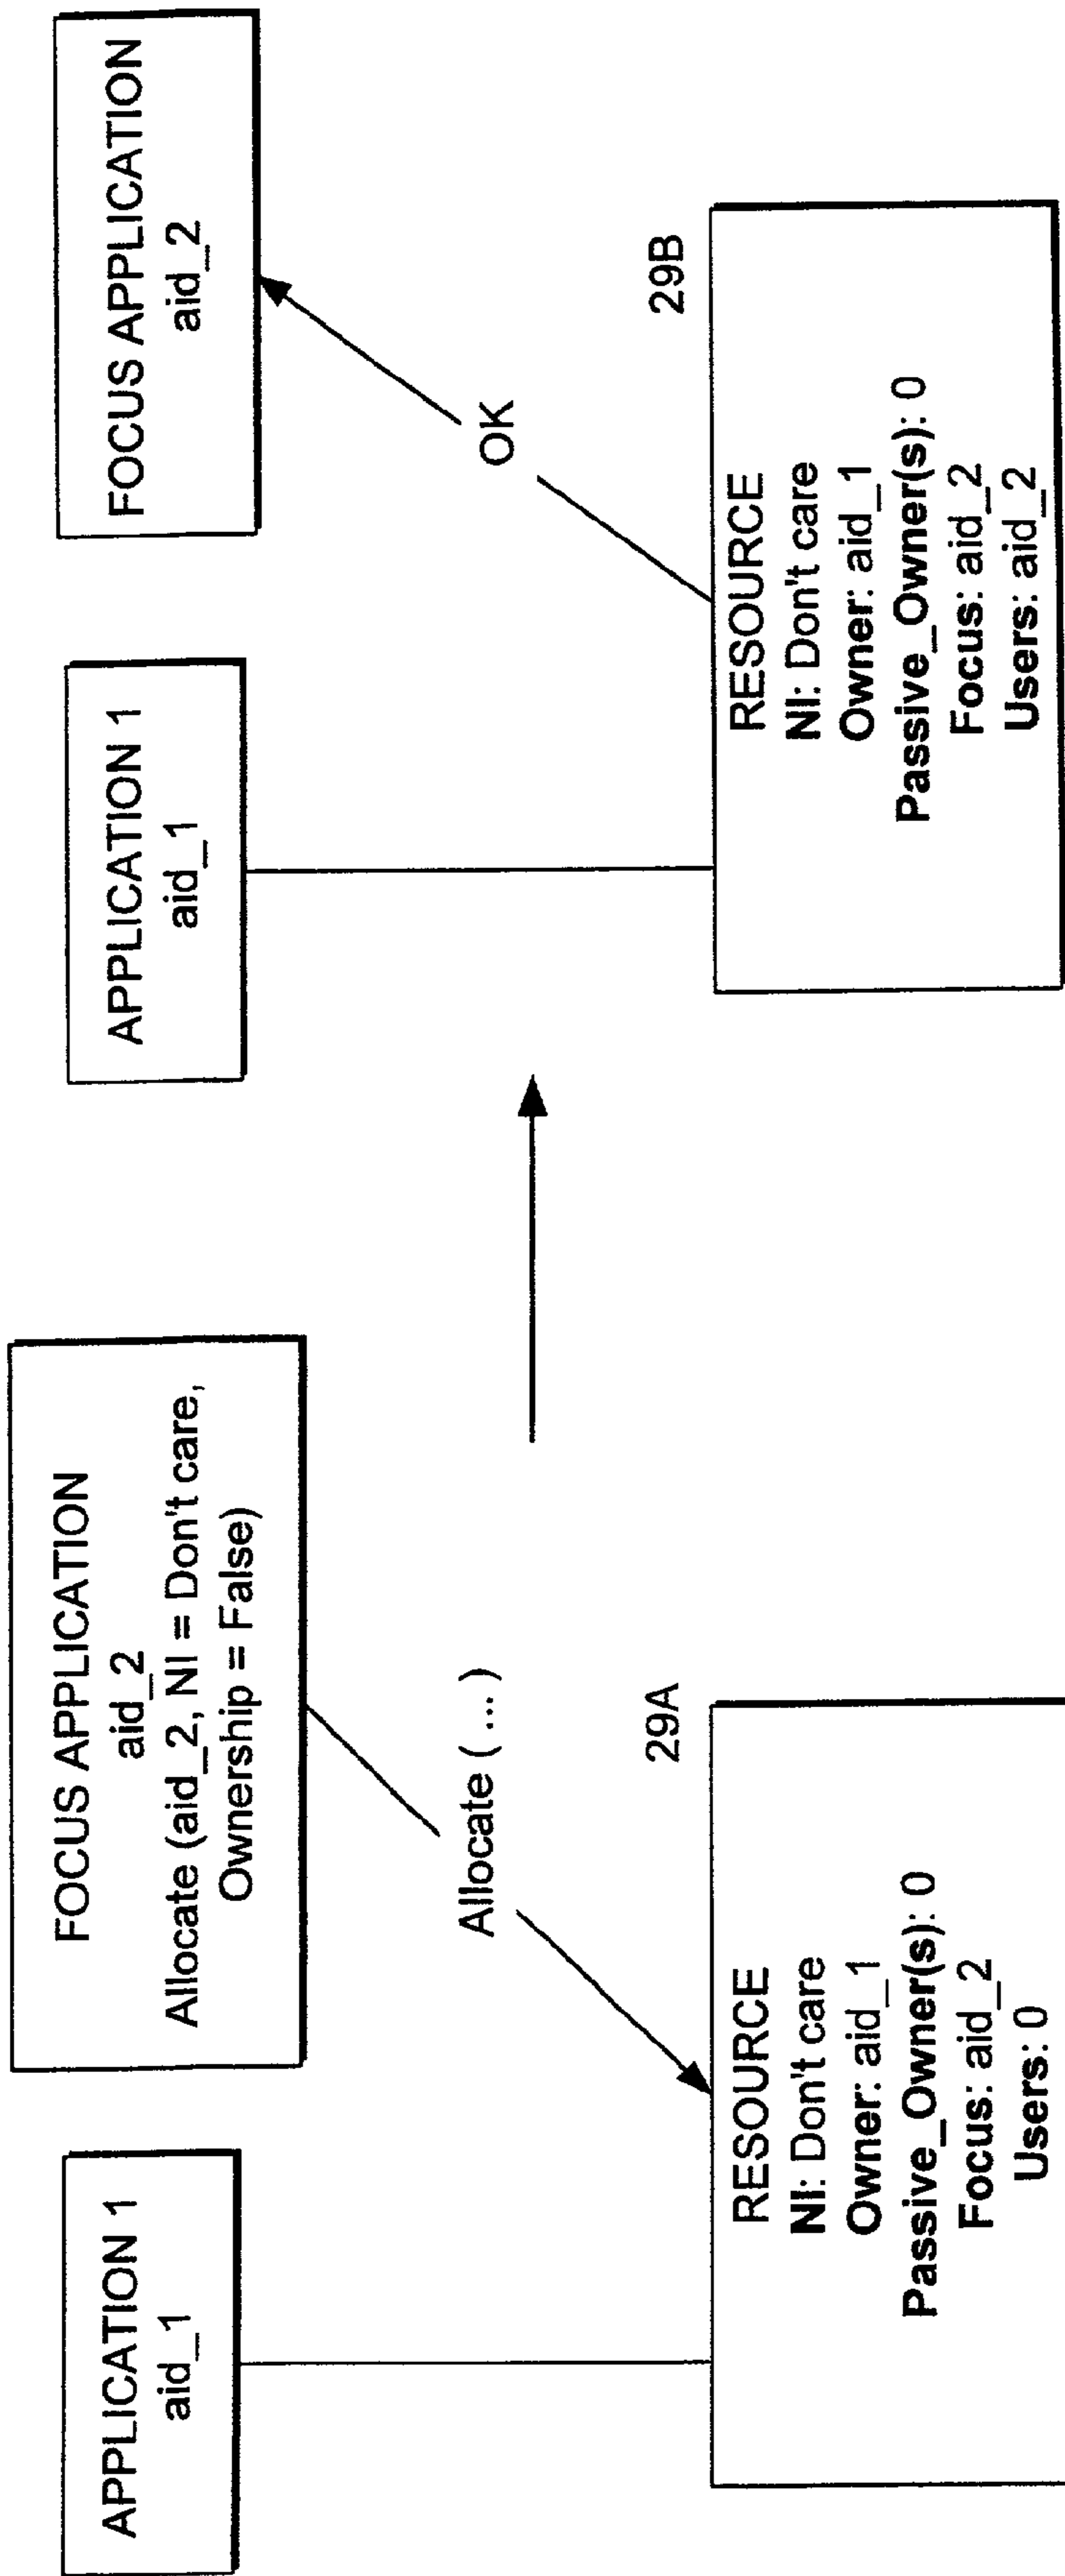 APPLICATION 1
aid_1
FOCUS APPLICATION
aid_2
Allocate (aid_2, NI = Don't care,
Ownership = False)
Allocate ( ... )
29A
RESOURCE
NI: Don't care
Owner: aid_1
Passive_Owner(s): 0
Focus: aid_2
Users: 0
APPLICATION 1
aid_1
FOCUS APPLICATION
aid_2
OK
29B
RESOURCE
NI: Don't care
Owner: aid_1
Passive_Owner(s): 0
Focus: aid_2
Users: aid_2